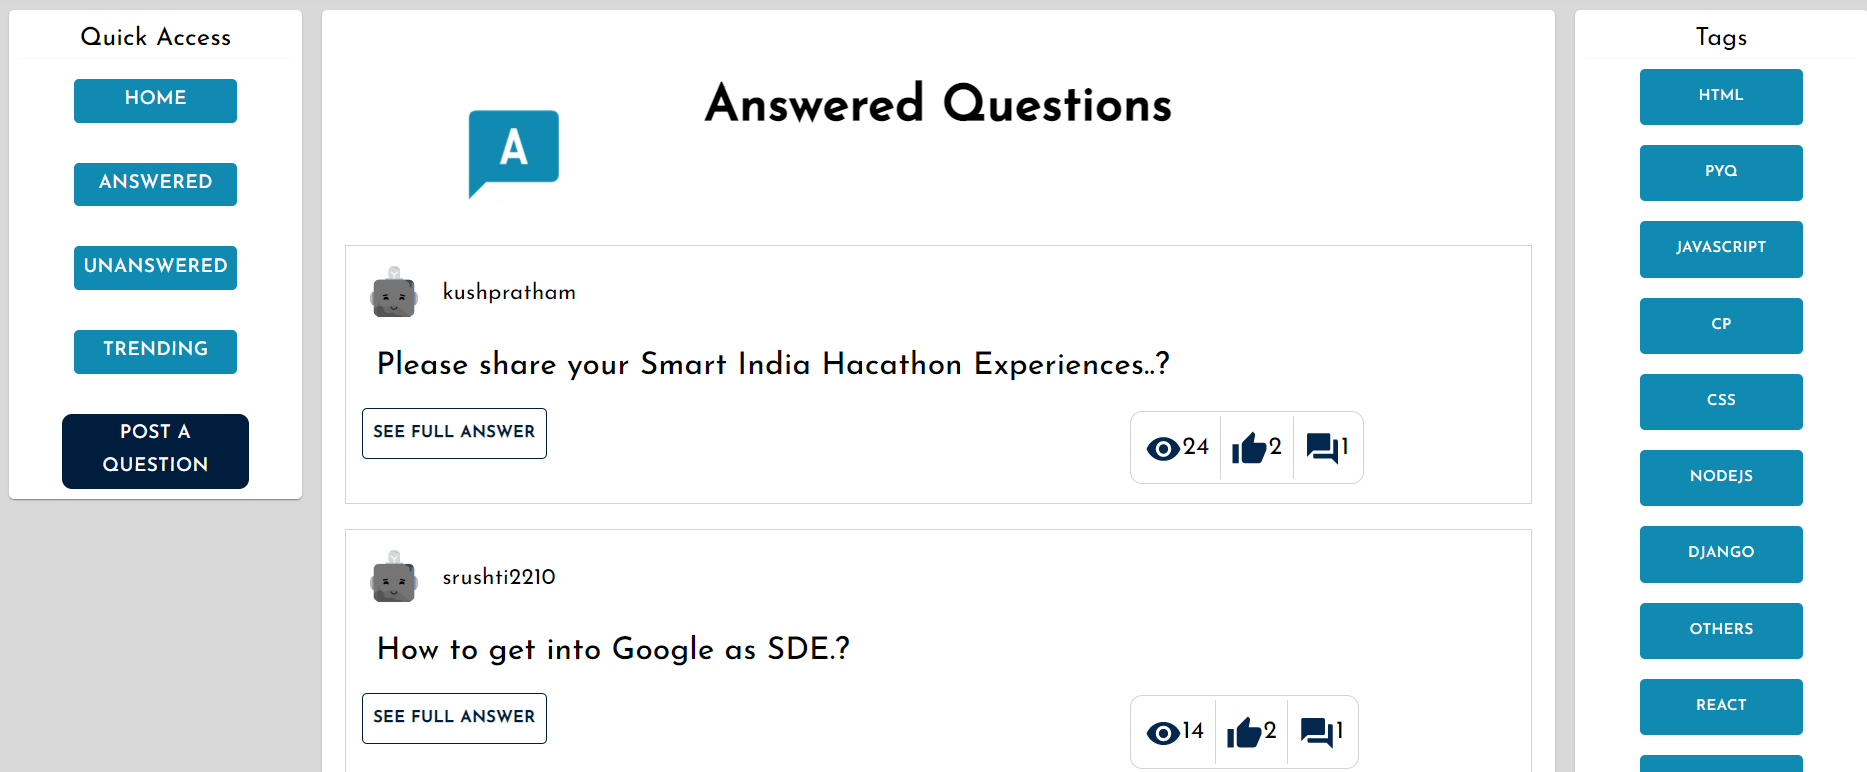 Quick Access
HOME
ANSWERED
UNANSWERED
TRENDING
POST A
QUESTION
Answered Questions
A
kushpratham
Please share your Smart India Hacathon Experiences..?
SEE FULL ANSWER
24 2 1
srushti2210
How to get into Google as SDE.?
SEE FULL ANSWER
14 2 1
Tags
HTML
PYQ
JAVASCRIPT
CP
CSS
NODEJS
DJANGO
OTHERS
REACT